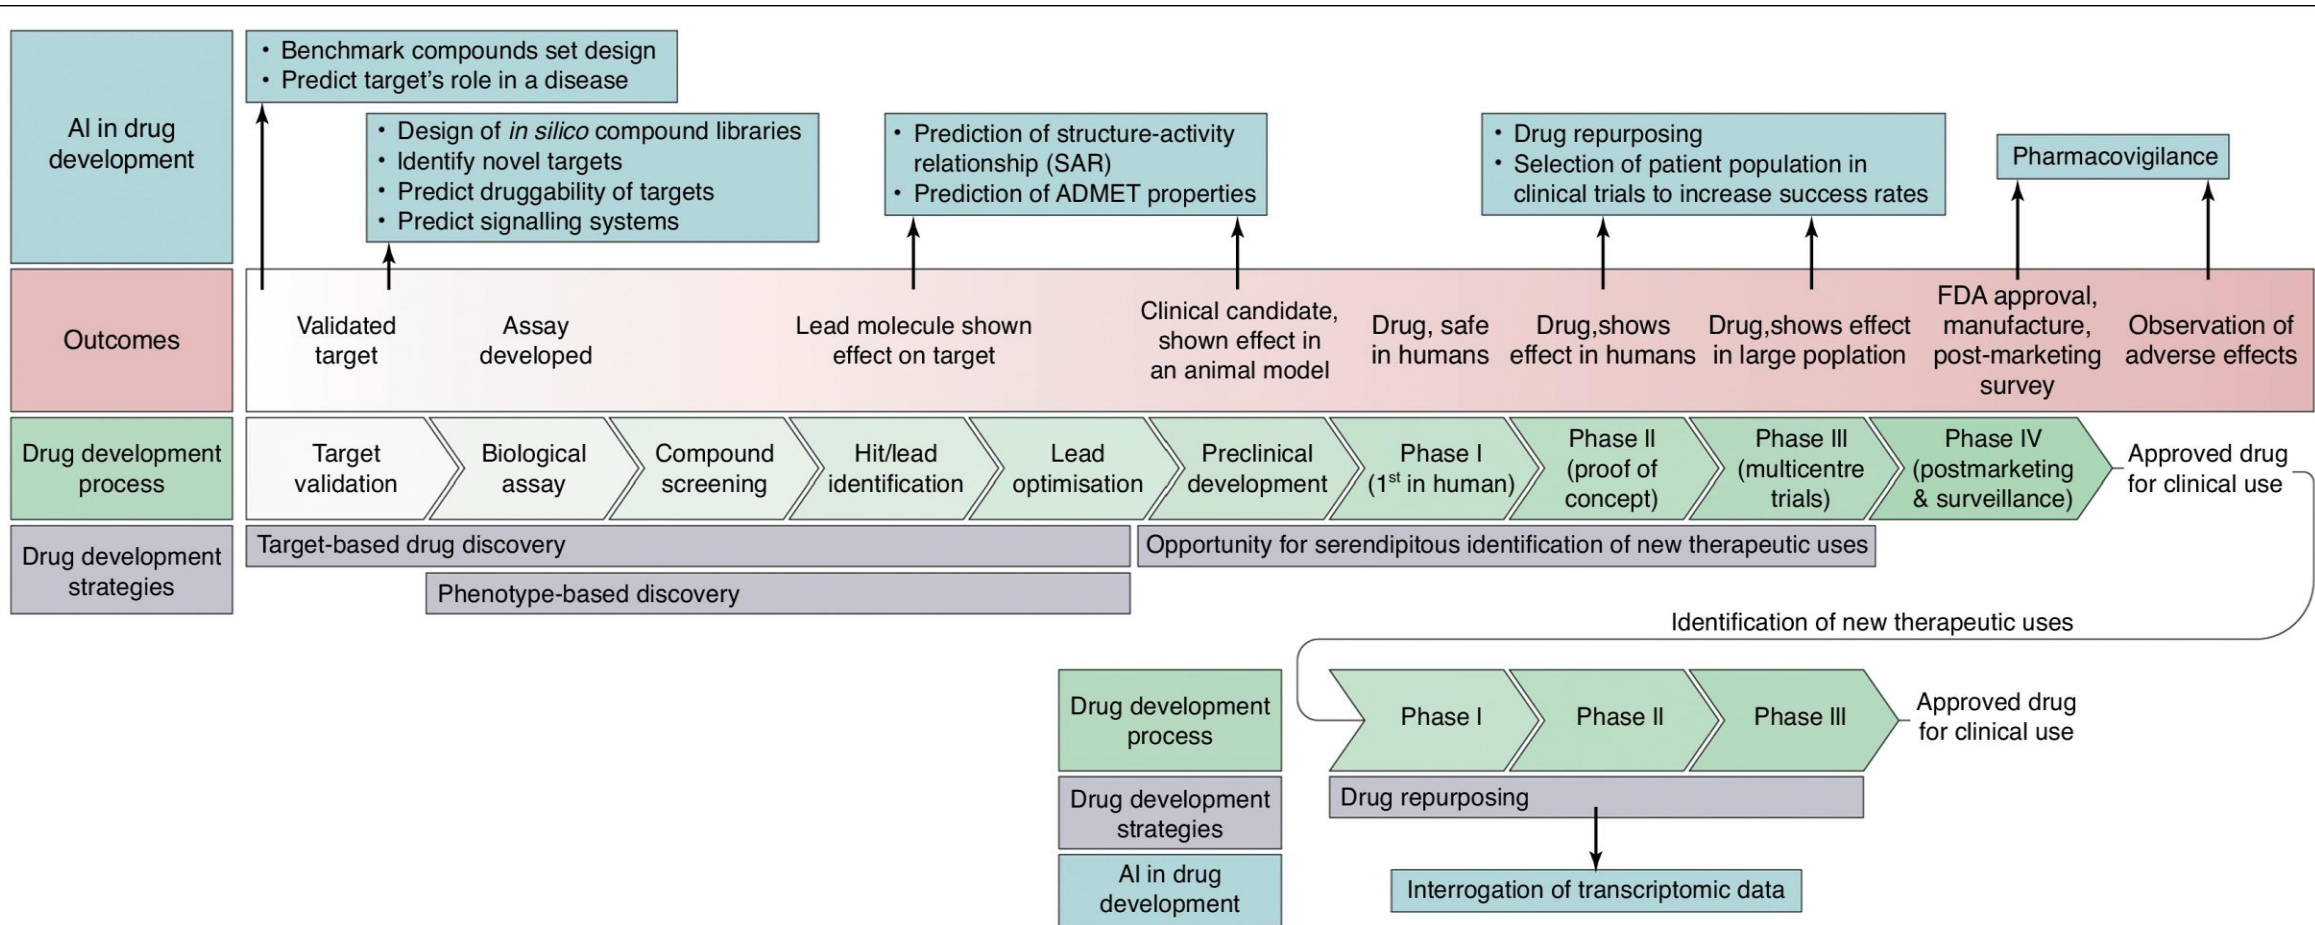 AI in drug
development
• Benchmark compounds set design
• Predict target's role in a disease
• Design of in silico compound libraries
• Identify novel targets
• Predict druggability of targets
• Predict signalling systems
• Prediction of structure-activity
relationship (SAR)
• Prediction of ADMET properties
• Drug repurposing
• Selection of patient population in
clinical trials to increase success rates
Pharmacovigilance
Outcomes
Validated
target
Assay
developed
Lead molecule shown
effect on target
Clinical candidate,
shown effect in
an animal model
Drug, safe
in humans
Drug,shows
effect in humans
Drug,shows effect
in large poplation
FDA approval,
manufacture,
post-marketing
survey
Observation of
adverse effects
Drug development
process
Target
validation
Biological
assay
Compound
screening
Hit/lead
identification
Lead
optimisation
Preclinical
development
Phase I
(1st in human)
Phase II
(proof of
concept)
Phase III
(multicentre
trials)
Phase IV
(postmarketing
& surveillance)
Approved drug
for clinical use
Drug development
strategies
Target-based drug discovery
Opportunity for serendipitous identification of new therapeutic uses
Phenotype-based discovery
Identification of new therapeutic uses
Drug development
process
Phase I
Phase II
Phase III
Approved drug
for clinical use
Drug development
strategies
Drug repurposing
AI in drug
development
Interrogation of transcriptomic data